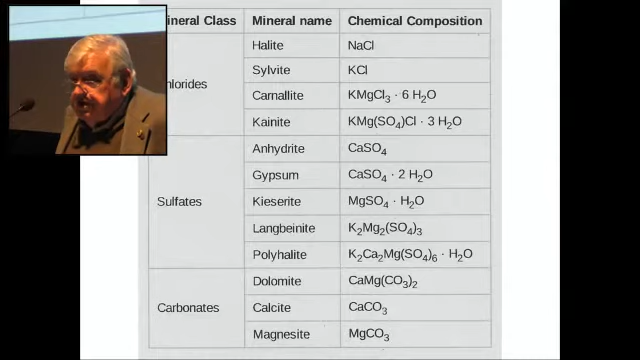 ineral Class Mineral name Chemical Composition
Halite NaCl
Sylvite KCl
hlorides
Carnallite KMgCl3 · 6 H2O
Kainite KMg(SO4)Cl · 3 H2O
Anhydrite CaSO4
Gypsum CaSO4 · 2 H2O
Sulfates Kieserite MgSO4 · H2O
Langbeinite K2Mg2(SO4)3
Polyhalite K2Ca2Mg(SO4)6 · H2O
Dolomite CaMg(CO3)2
Carbonates Calcite CaCO3
Magnesite MgCO3